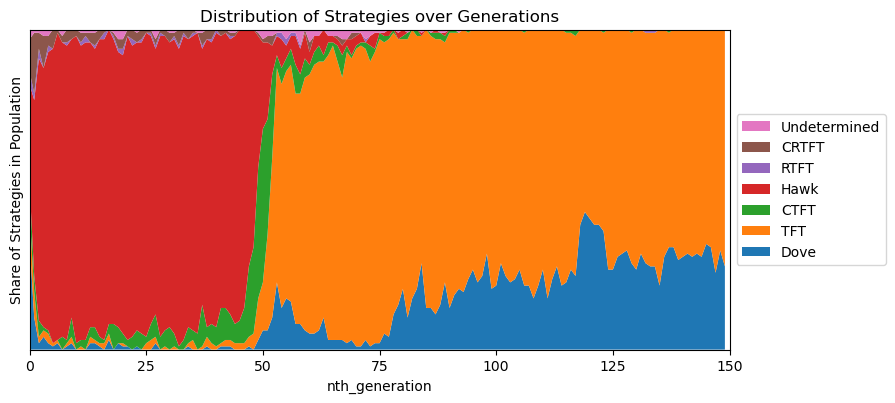 Distribution of Strategies over Generations
Share of Strategies in Population
Undetermined
CRTFT
RTFT
Hawk
CTFT
TFT
Dove
0 25 50 75 100 125 150
nth_generation